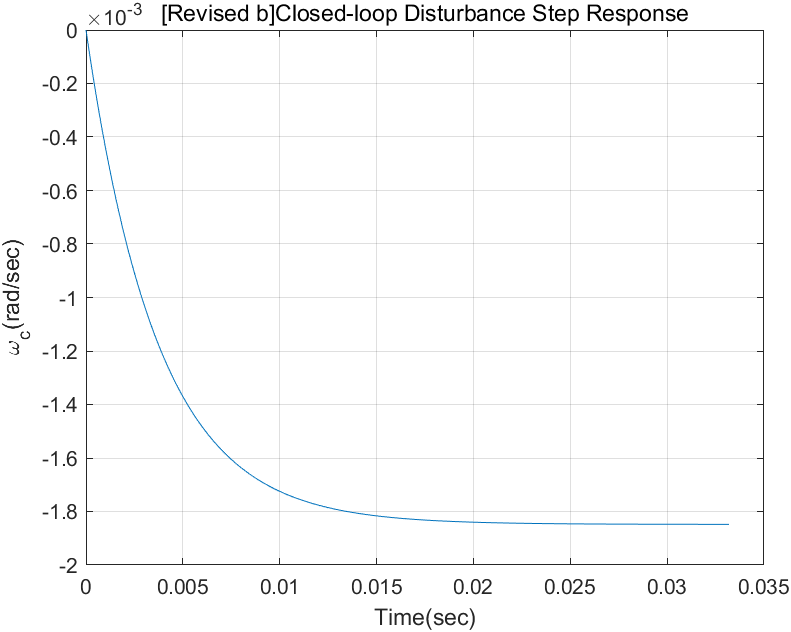 ×10⁻³ [Revised b]Closed-loop Disturbance Step Response
0
-0.2
-0.4
-0.6
-0.8
-1
-1.2
-1.4
-1.6
-1.8
-2
ω_c(rad/sec)
0 0.005 0.01 0.015 0.02 0.025 0.03 0.035
Time(sec)